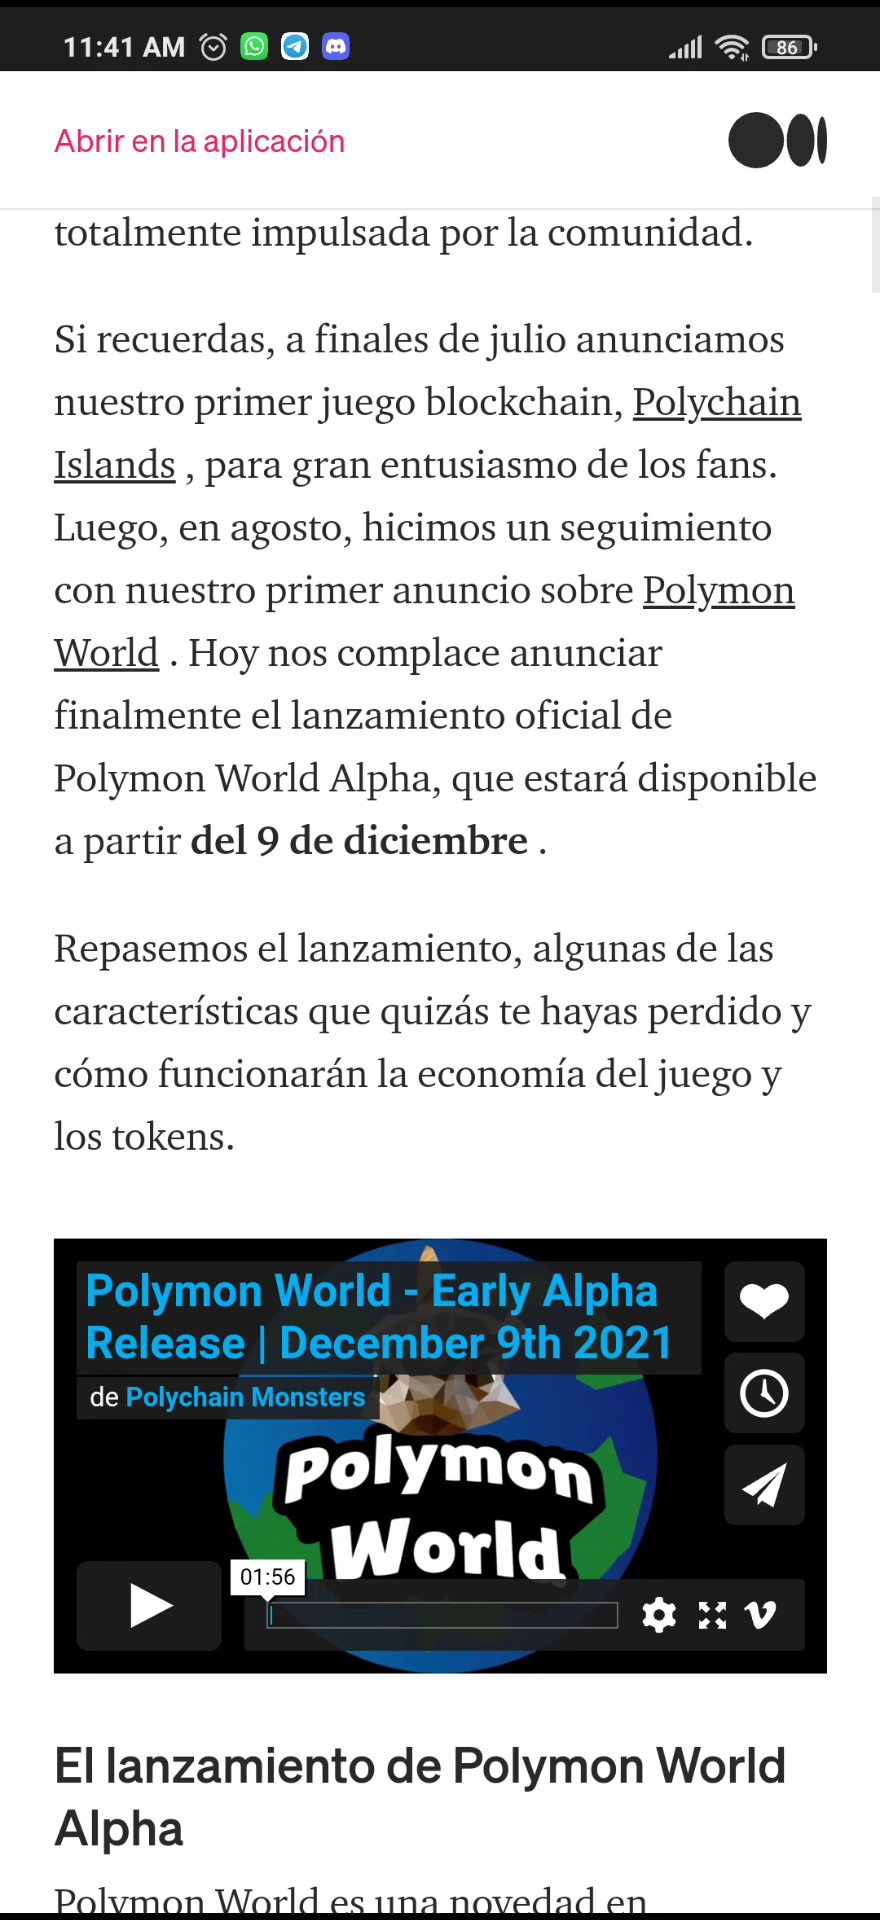 11:41 AM
86
Abrir en la aplicación
totalmente impulsada por la comunidad.
Si recuerdas, a finales de julio anunciamos
nuestro primer juego blockchain, Polychain
Islands , para gran entusiasmo de los fans.
Luego, en agosto, hicimos un seguimiento
con nuestro primer anuncio sobre Polymon
World . Hoy nos complace anunciar
finalmente el lanzamiento oficial de
Polymon World Alpha, que estará disponible
a partir del 9 de diciembre .
Repasemos el lanzamiento, algunas de las
características que quizás te hayas perdido y
cómo funcionarán la economía del juego y
los tokens.
Polymon World - Early Alpha
Release | December 9th 2021
de Polychain Monsters
Polymon
World
01:56
El lanzamiento de Polymon World
Alpha
Polymon World es una novedad en